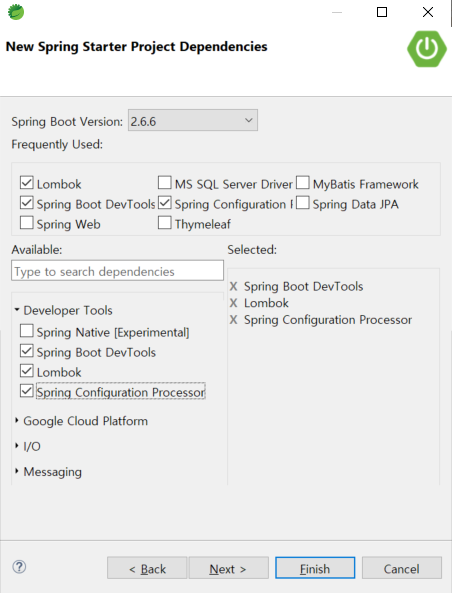 New Spring Starter Project Dependencies
Spring Boot Version: 2.6.6
Frequently Used:
Lombok MS SQL Server Driver MyBatis Framework
Spring Boot DevTools Spring Configuration Spring Data JPA
Spring Web Thymeleaf
Available: Selected:
Type to search dependencies
X Spring Boot DevTools
X Lombok
X Spring Configuration Processor
Developer Tools
Spring Native [Experimental]
Spring Boot DevTools
Lombok
Spring Configuration Processor
Google Cloud Platform
I/O
Messaging
? < Back Next > Finish Cancel